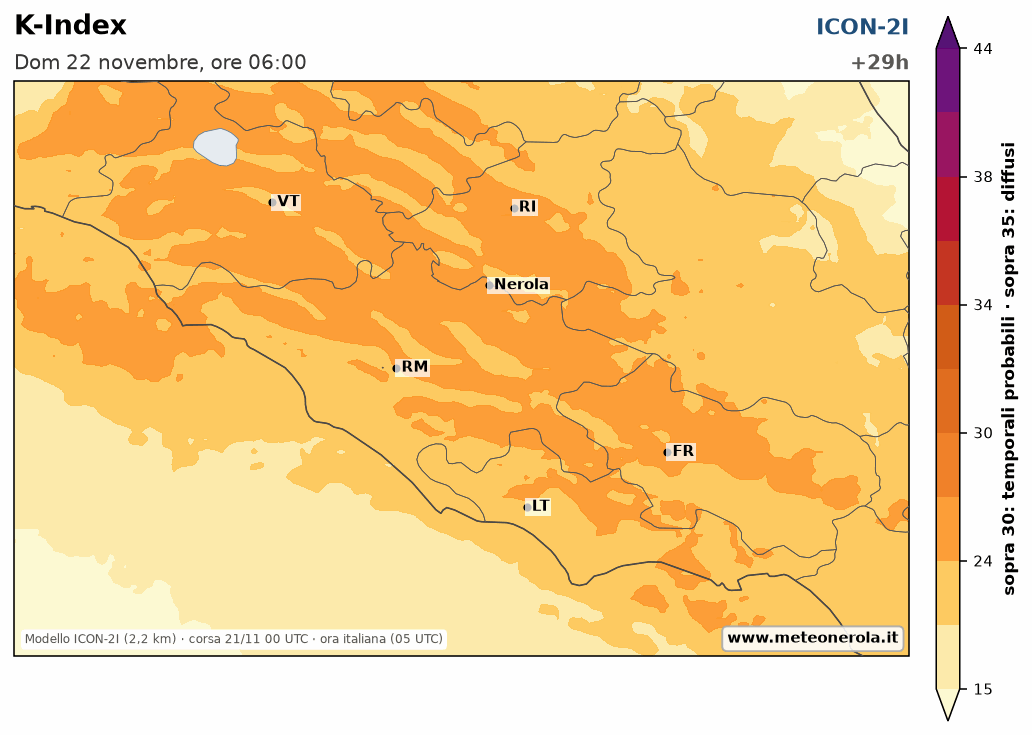 K-Index
ICON-2I
Dom 22 novembre, ore 06:00
+29h
VT
RI
Nerola
RM
FR
LT
Modello ICON-2I (2,2 km) · corsa 21/11 00 UTC · ora italiana (05 UTC)
www.meteonerola.it
44
38
34
30
24
15
sopra 30: temporali probabili · sopra 35: diffusi